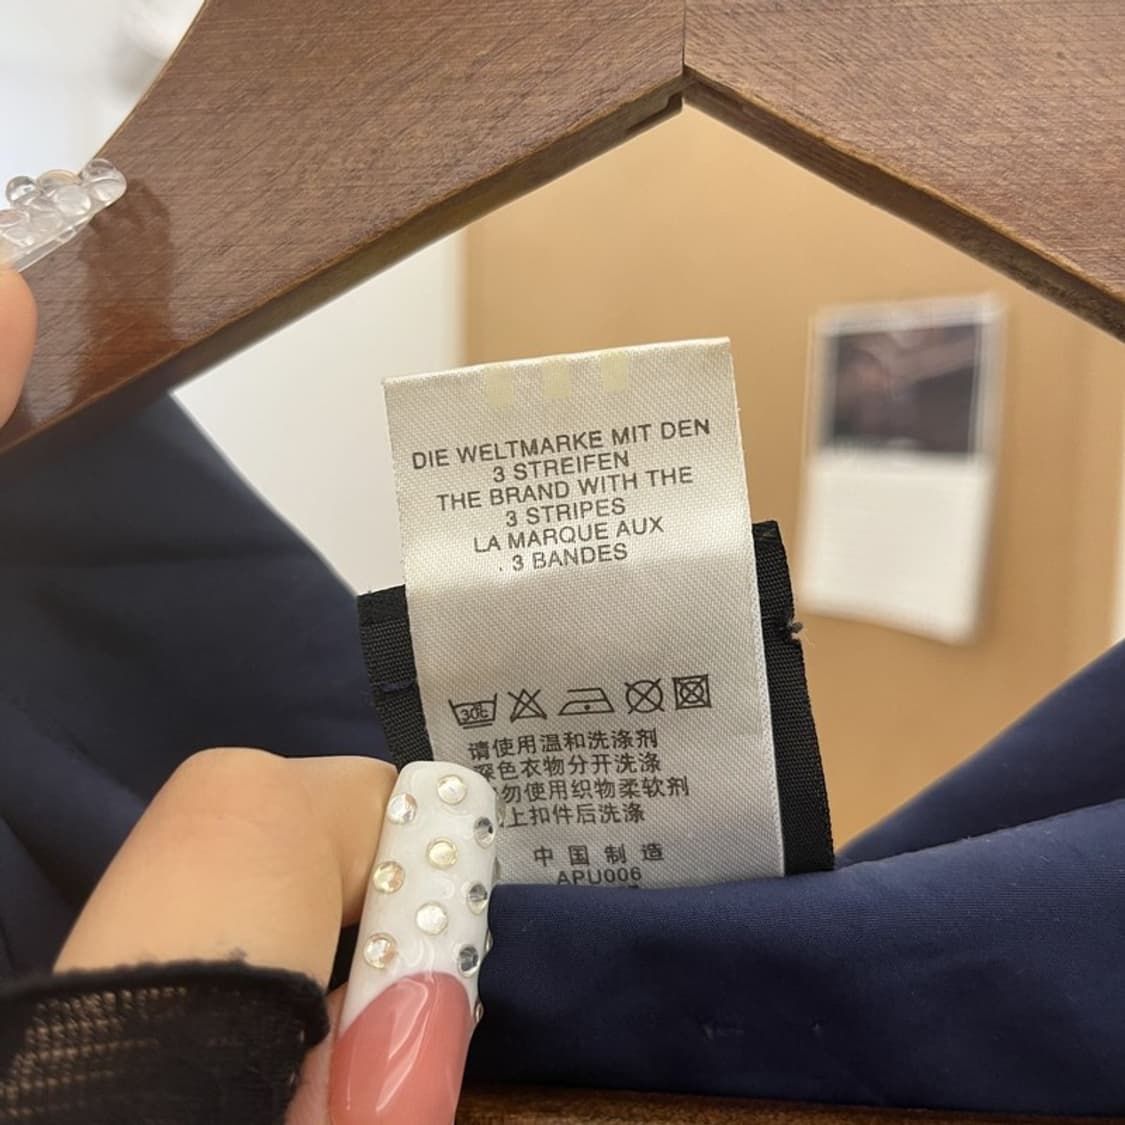 DIE WELTMARKE MIT DEN
3 STREIFEN
THE BRAND WITH THE
3 STRIPES
LA MARQUE AUX
. 3 BANDES
30c
请使用温和洗涤剂
深色衣物分开洗涤
勿使用织物柔软剂
上扣件后洗涤
中国制造
APU006